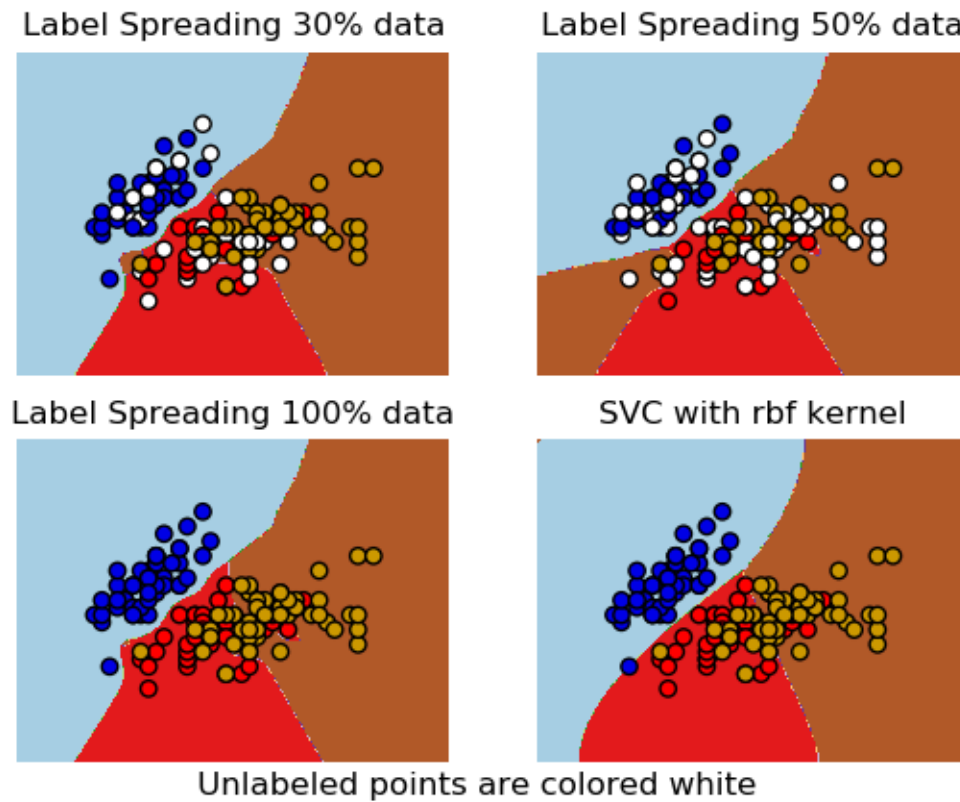 Label Spreading 30% data
Label Spreading 50% data
Label Spreading 100% data
SVC with rbf kernel
Unlabeled points are colored white